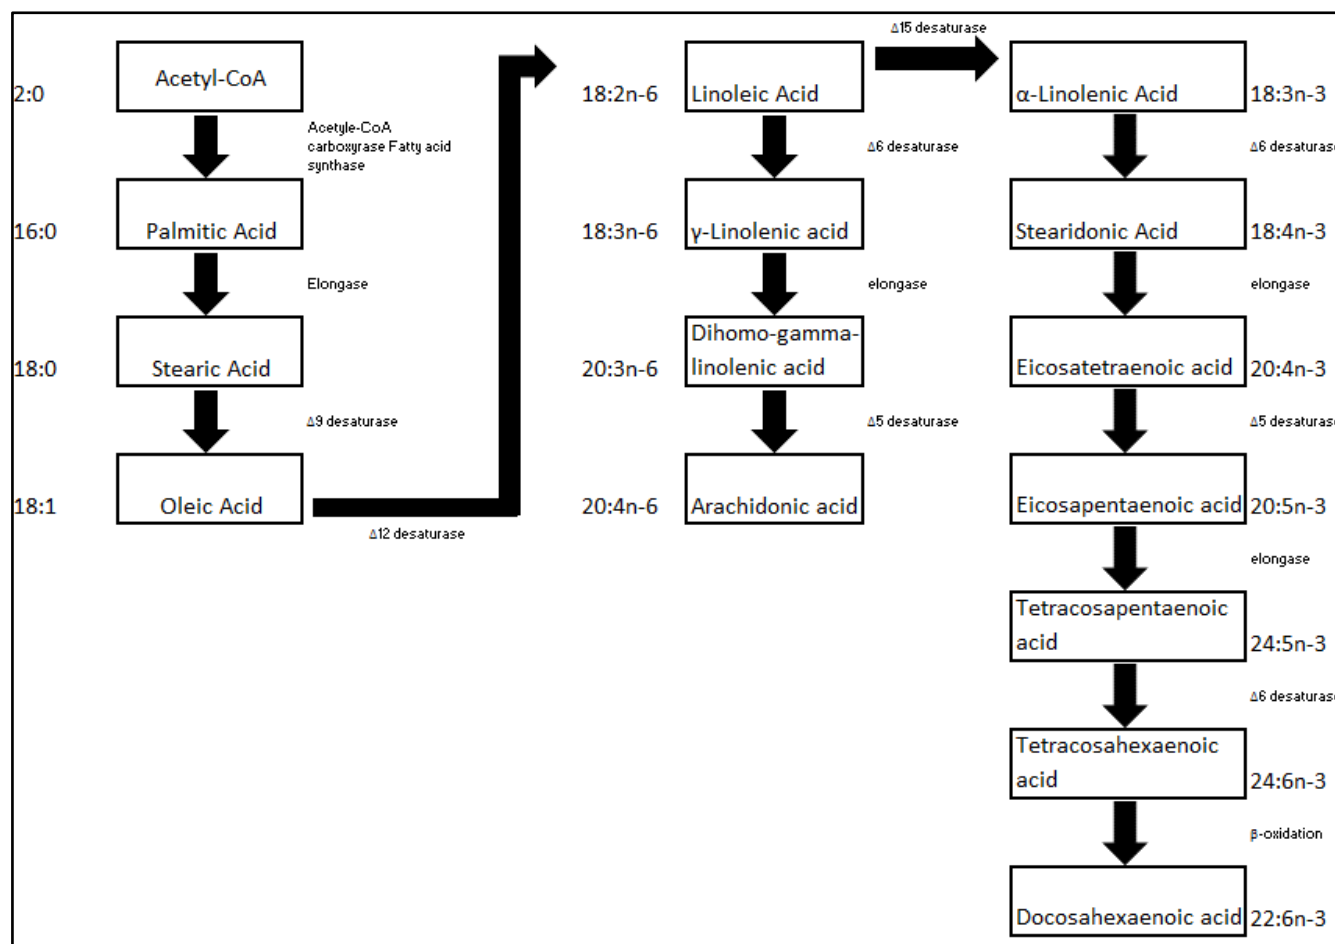 2:0
Acetyl-CoA
Acetyle-CoA
carboxyrase Fatty acid
synthase
16:0
Palmitic Acid
Elongase
18:0
Stearic Acid
Δ9 desaturase
18:1
Oleic Acid
Δ12 desaturase
18:2n-6
Linoleic Acid
Δ15 desaturase
Δ6 desaturase
18:3n-6
γ-Linolenic acid
elongase
Dihomo-gamma-
linolenic acid
20:3n-6
Δ5 desaturase
20:4n-6
Arachidonic acid
α-Linolenic Acid
18:3n-3
Δ6 desaturase
Stearidonic Acid
18:4n-3
elongase
Eicosatetraenoic acid
20:4n-3
Δ5 desaturase
Eicosapentaenoic acid
20:5n-3
elongase
Tetracosapentaenoic
acid
24:5n-3
Δ6 desaturase
Tetracosahexaenoic
acid
24:6n-3
β-oxidation
Docosahexaenoic acid
22:6n-3